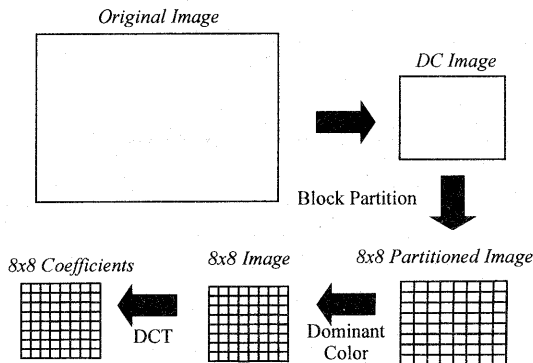 Original Image
DC Image
Block Partition
8x8 Coefficients
8x8 Image
8x8 Partitioned Image
DCT
Dominant
Color